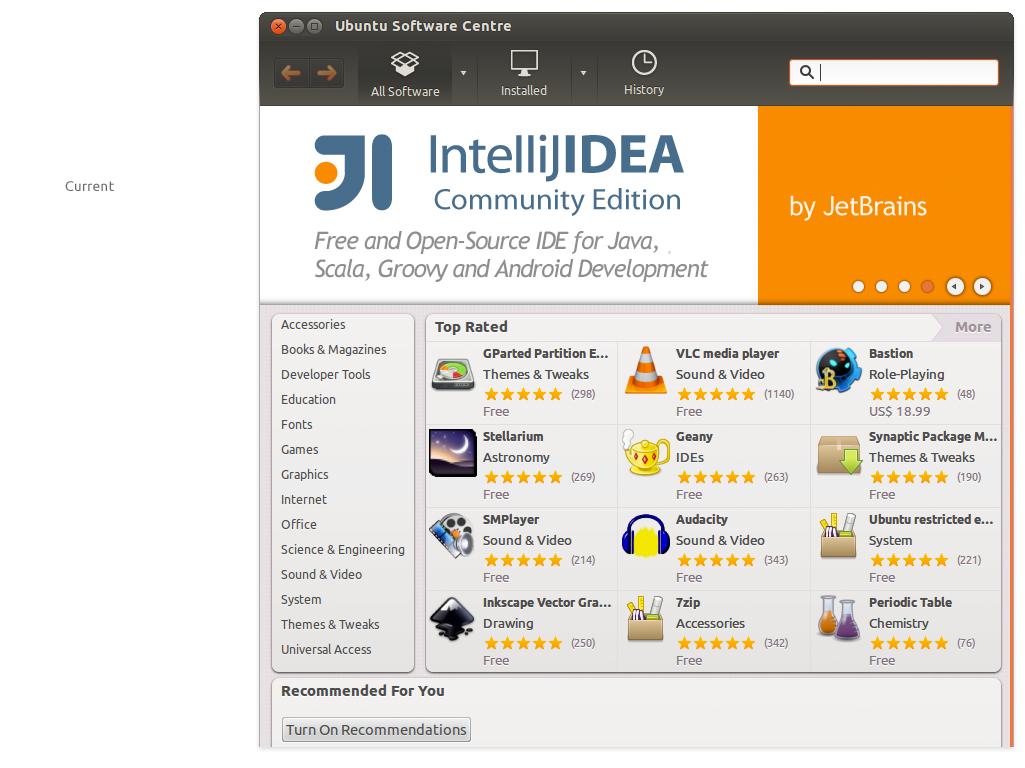 Ubuntu Software Centre
All Software
Installed
History
Current
JI IntelliJIDEA
Community Edition
by JetBrains
Free and Open-Source IDE for Java,
Scala, Groovy and Android Development
Accessories
Books & Magazines
Developer Tools
Education
Fonts
Games
Graphics
Internet
Office
Science & Engineering
Sound & Video
System
Themes & Tweaks
Universal Access
Top Rated
More
GParted Partition E...
Themes & Tweaks
(298)
Free
VLC media player
Sound & Video
(1140)
Free
Bastion
Role-Playing
(48)
US$ 18.99
Stellarium
Astronomy
(269)
Free
Geany
IDEs
(263)
Free
Synaptic Package M...
Themes & Tweaks
(190)
Free
SMPlayer
Sound & Video
(214)
Free
Audacity
Sound & Video
(343)
Free
Ubuntu restricted e...
System
(221)
Free
Inkscape Vector Gra...
Drawing
(250)
Free
7zip
Accessories
(342)
Free
Periodic Table
Chemistry
(76)
Free
Recommended For You
Turn On Recommendations